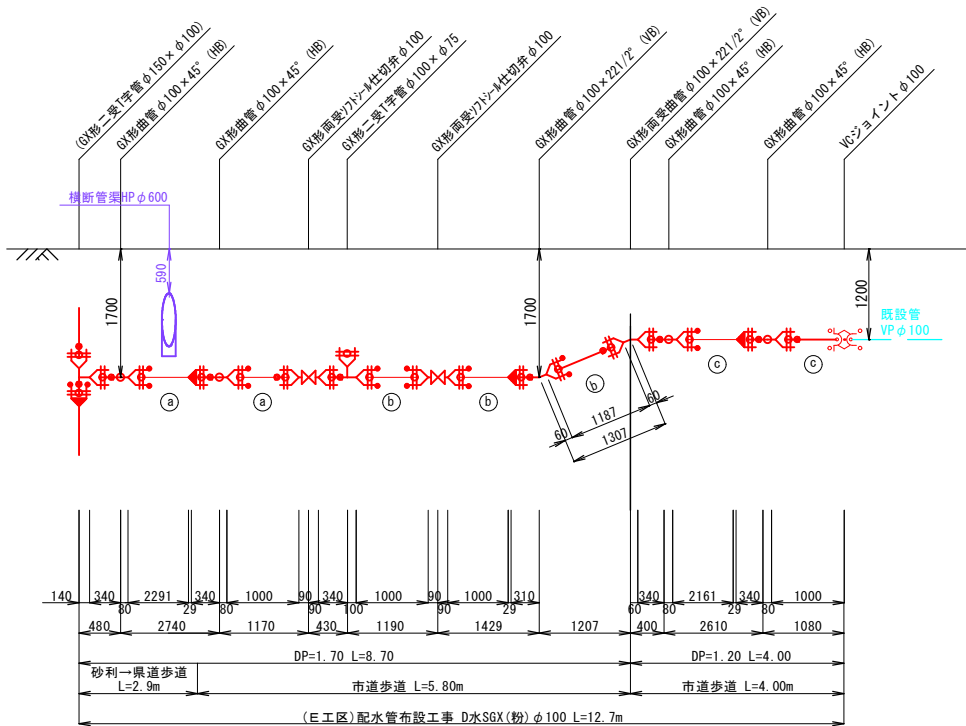 (GX形二受T字管φ150×φ100)
GX形曲管φ100×45° (HB)
GX形曲管φ100×45° (HB)
GX形両受ソフトシール仕切弁φ100
GX形二受T字管φ100×φ75
GX形両受ソフトシール仕切弁φ100
GX形曲管φ100×221/2° (VB)
GX形両受曲管φ100×221/2° (VB)
GX形曲管φ100×45° (HB)
GX形曲管φ100×45° (HB)
VCジョイントφ100
横断管渠HPφ600
590
1700
1700
1200
既設管
VPφ100
a
a
b
b
b
c
c
60
1187
60
1307
140
340
2291
340
1000
90
340
1000
90
1000
310
340
2161
340
1000
80
29
80
90
100
90
29
60
80
29
80
480
2740
1170
430
1190
1429
1207
400
2610
1080
DP=1.70 L=8.70
DP=1.20 L=4.00
砂利→県道歩道
L=2.9m
市道歩道 L=5.80m
市道歩道 L=4.00m
(E工区)配水管布設工事 D水SGX(粉)φ100 L=12.7m